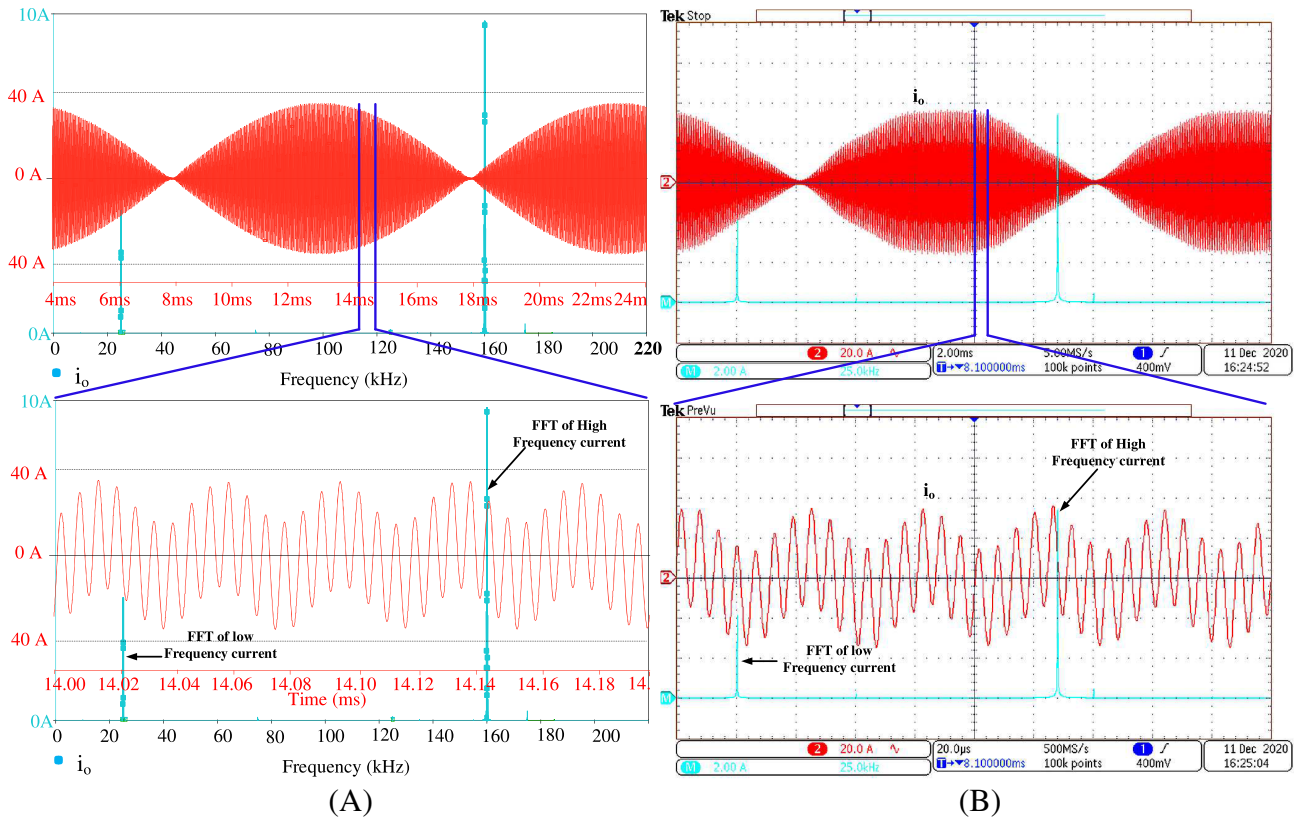 10A
40 A
0 A
40 A
4ms 6ms 8ms 10ms 12ms 14ms 16ms 18ms 20ms 22ms 24m
0A
0 20 40 60 80 100 120 140 160 180 200 220
i₀ Frequency (kHz)
10A
FFT of High
Frequency current
40 A
0 A
40 A
FFT of low
Frequency current
14.00 14.02 14.04 14.06 14.08 14.10 14.12 14.14 14.16 14.18 14.
Time (ms)
0A
0 20 40 60 80 100 120 140 160 180 200
i₀ Frequency (kHz)
(A)
Tek Stop
i₀
2
M
2 20.0 A 2.00ms 5.00MS/s 1 11 Dec 2020
M 2.00 A 25.0kHz T→▼8.100000ms 100k points 400mV 16:24:52
Tek PreVu
FFT of High
Frequency current
i₀
2
FFT of low
Frequency current
M
2 20.0 A 20.0µs 500MS/s 1 11 Dec 2020
M 2.00 A 25.0kHz T→▼8.100000ms 100k points 400mV 16:25:04
(B)